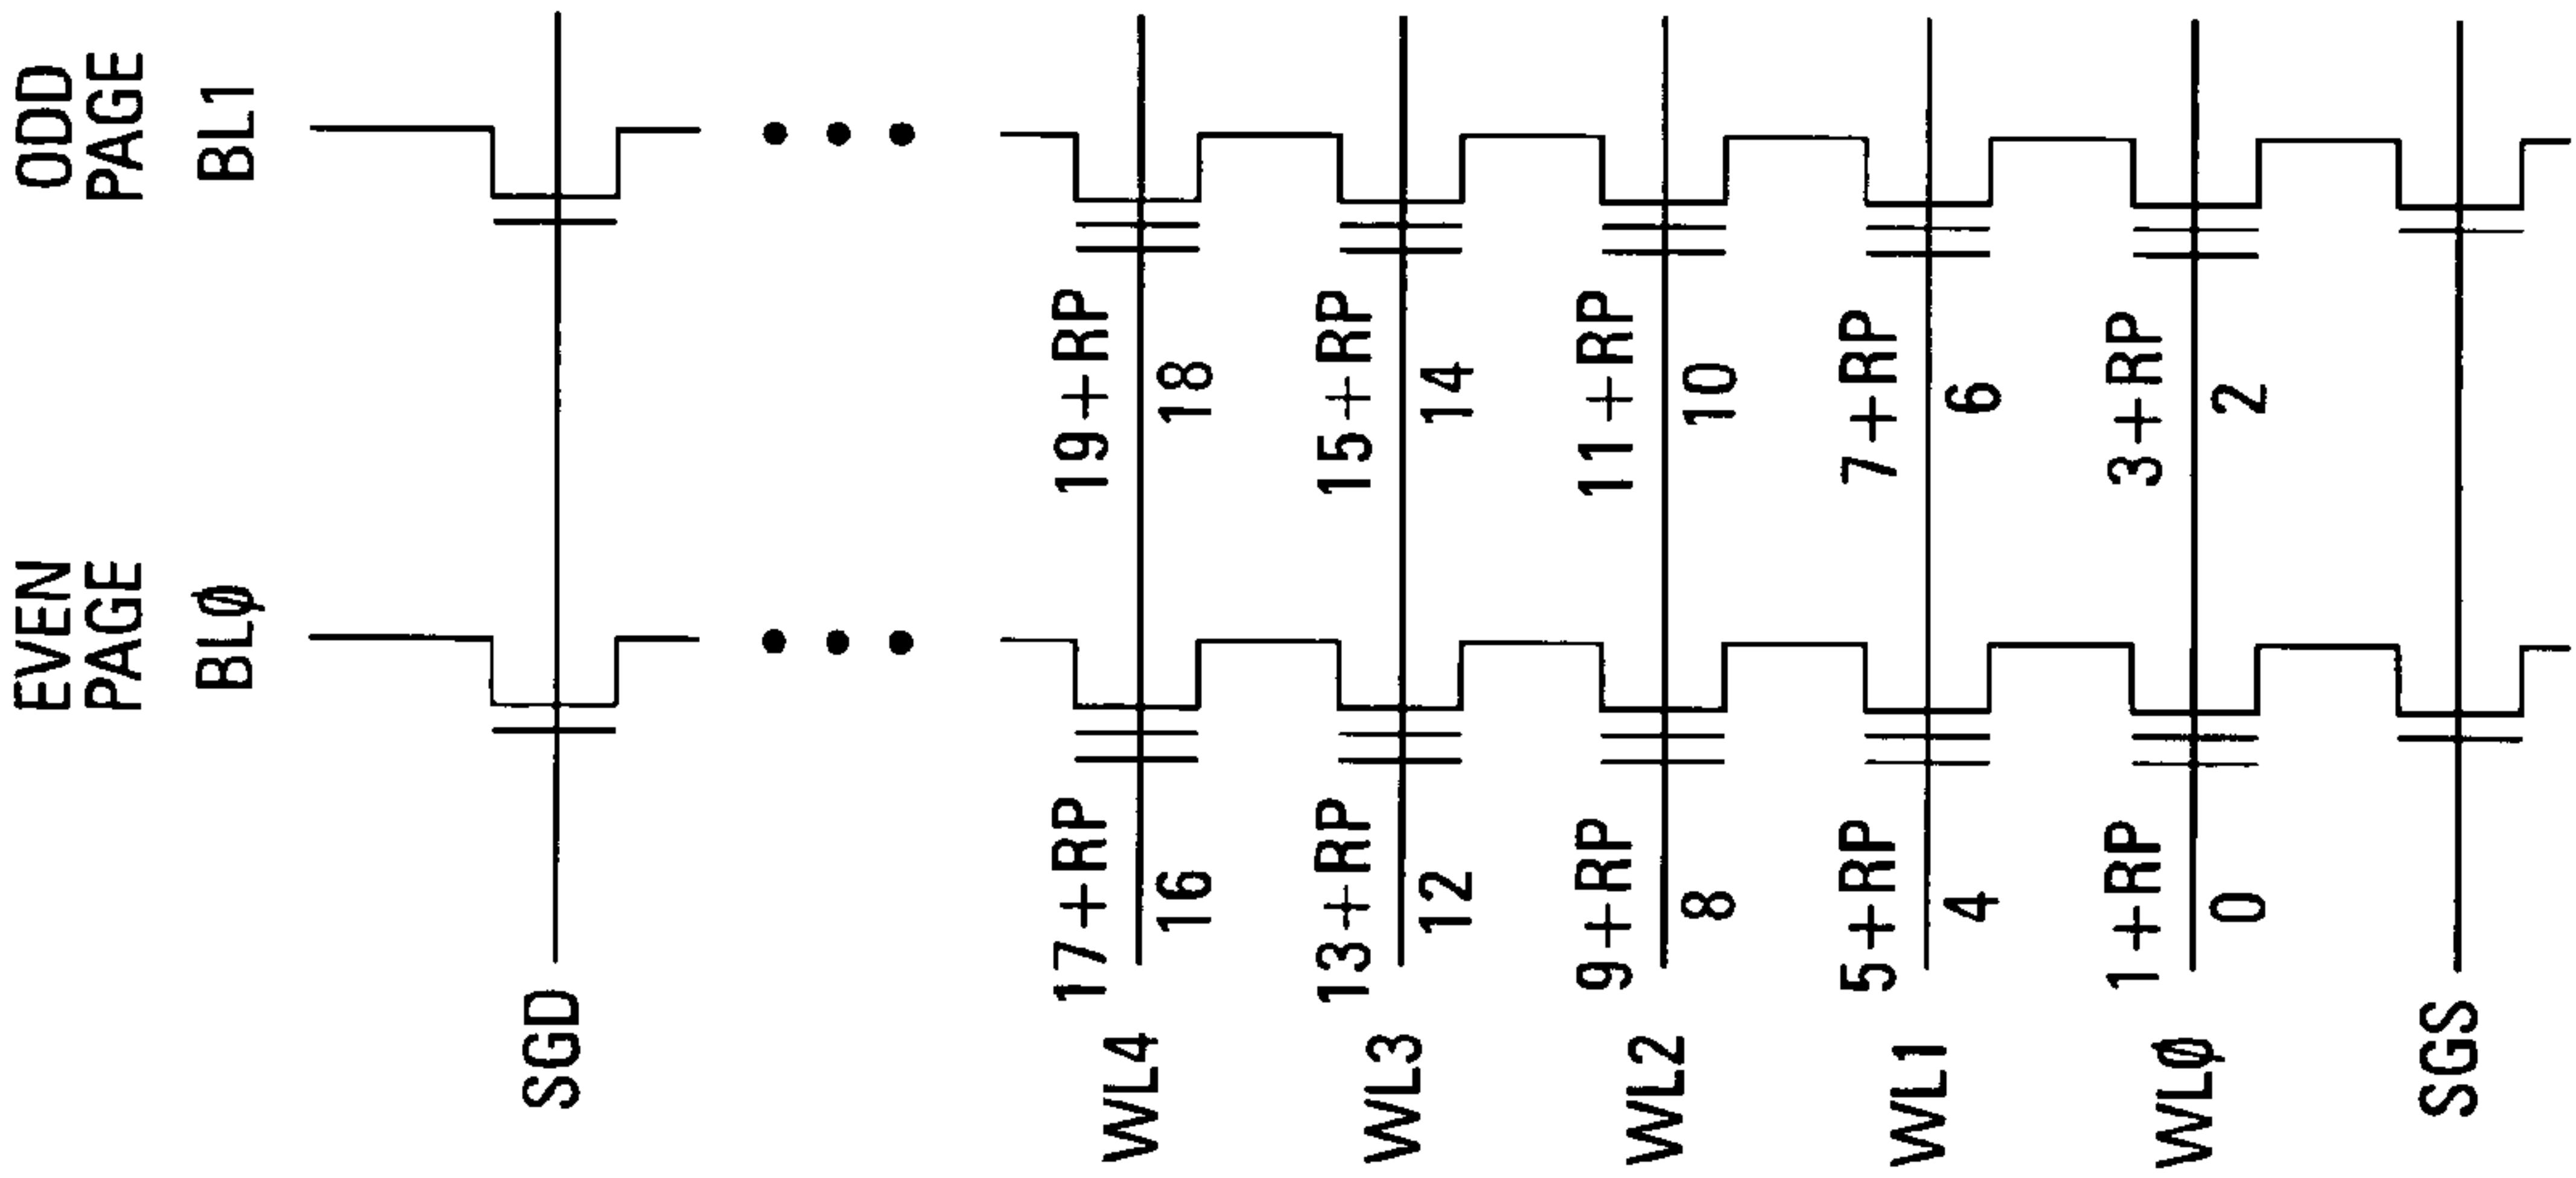 EVEN
PAGE
ODD
PAGE
BLØ
BL1
SGD
17+RP
19+RP
WL4
16
18
13+RP
15+RP
WL3
12
14
9+RP
11+RP
WL2
8
10
5+RP
7+RP
WL1
4
6
1+RP
3+RP
WLØ
0
2
SGS